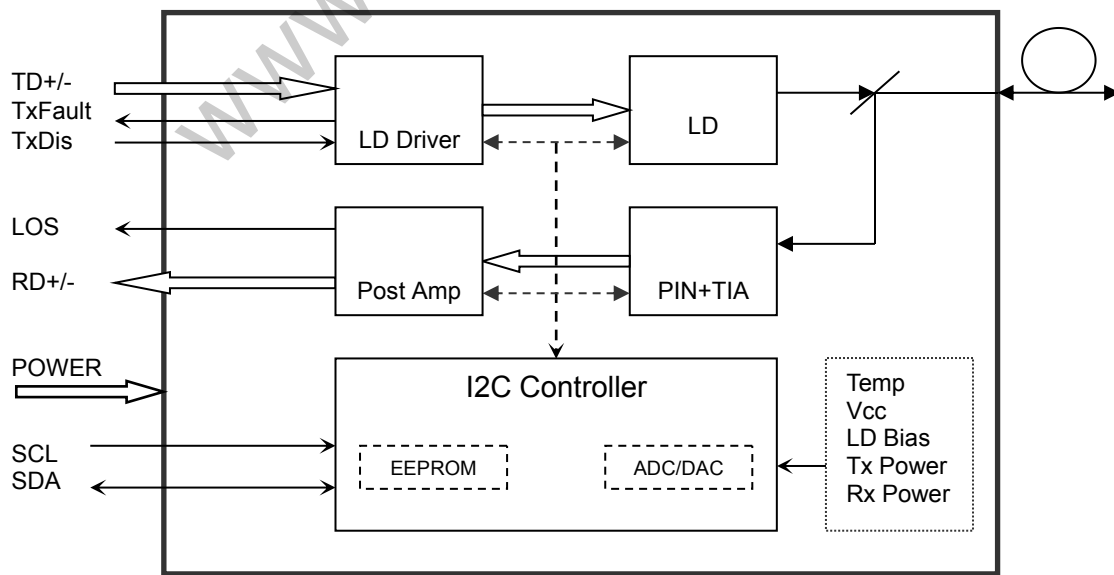 WWW
TD+/-
TxFault
TxDis
LD Driver
LD
LOS
RD+/-
Post Amp
PIN+TIA
POWER
I2C Controller
SCL
SDA
EEPROM
ADC/DAC
Temp
Vcc
LD Bias
Tx Power
Rx Power